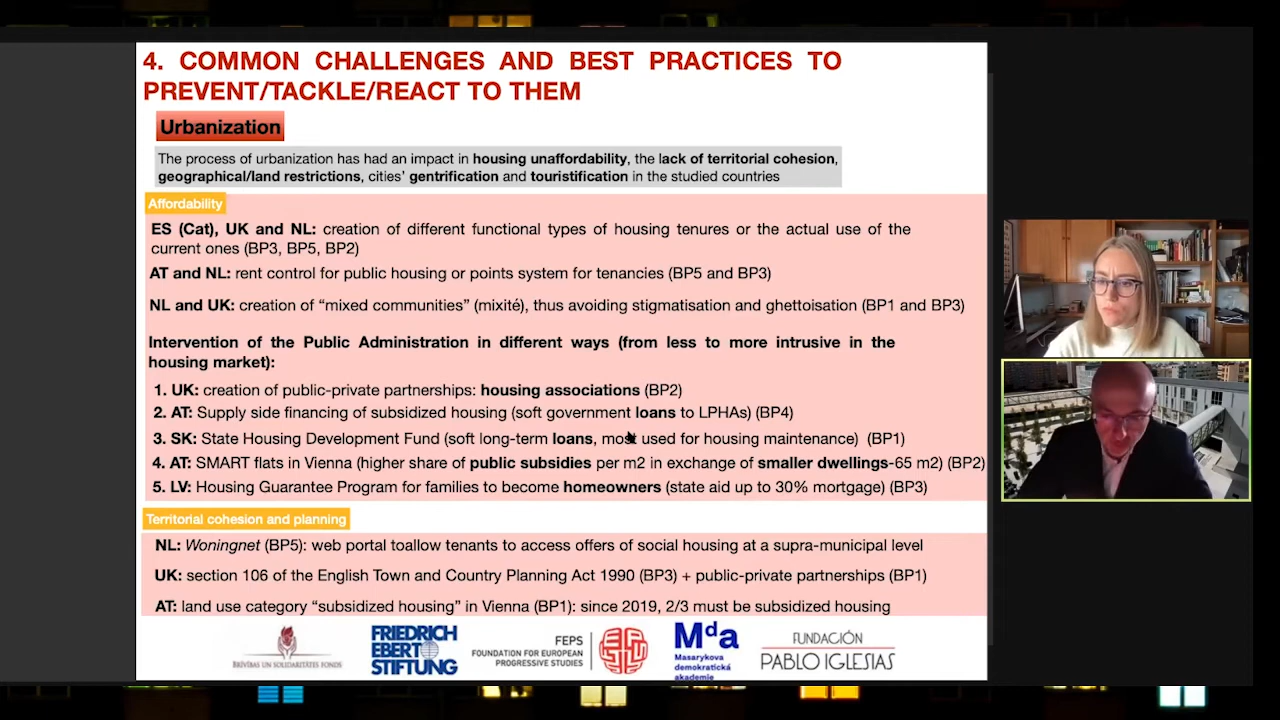 4. COMMON CHALLENGES AND BEST PRACTICES TO
PREVENT/TACKLE/REACT TO THEM
Urbanization
The process of urbanization has had an impact in housing unaffordability, the lack of territorial cohesion,
geographical/land restrictions, cities' gentrification and touristification in the studied countries
Affordability
ES (Cat), UK and NL: creation of different functional types of housing tenures or the actual use of the
current ones (BP3, BP5, BP2)
AT and NL: rent control for public housing or points system for tenancies (BP5 and BP3)
NL and UK: creation of “mixed communities” (mixité), thus avoiding stigmatisation and ghettoisation (BP1 and BP3)
Intervention of the Public Administration in different ways (from less to more intrusive in the
housing market):
1. UK: creation of public-private partnerships: housing associations (BP2)
2. AT: Supply side financing of subsidized housing (soft government loans to LPHAs) (BP4)
3. SK: State Housing Development Fund (soft long-term loans, most used for housing maintenance) (BP1)
4. AT: SMART flats in Vienna (higher share of public subsidies per m2 in exchange of smaller dwellings-65 m2) (BP2)
5. LV: Housing Guarantee Program for families to become homeowners (state aid up to 30% mortgage) (BP3)
Territorial cohesion and planning
NL: Woningnet (BP5): web portal toallow tenants to access offers of social housing at a supra-municipal level
UK: section 106 of the English Town and Country Planning Act 1990 (BP3) + public-private partnerships (BP1)
AT: land use category “subsidized housing” in Vienna (BP1): since 2019, 2/3 must be subsidized housing
BRĪVĪBAS UN SOLIDARITĀTES FONDS
FRIEDRICH
EBERT
STIFTUNG
FEPS
FOUNDATION FOR EUROPEAN
PROGRESSIVE STUDIES
Mda
Masarykova
demokratická
akademie
FUNDACIÓN
PABLO IGLESIAS